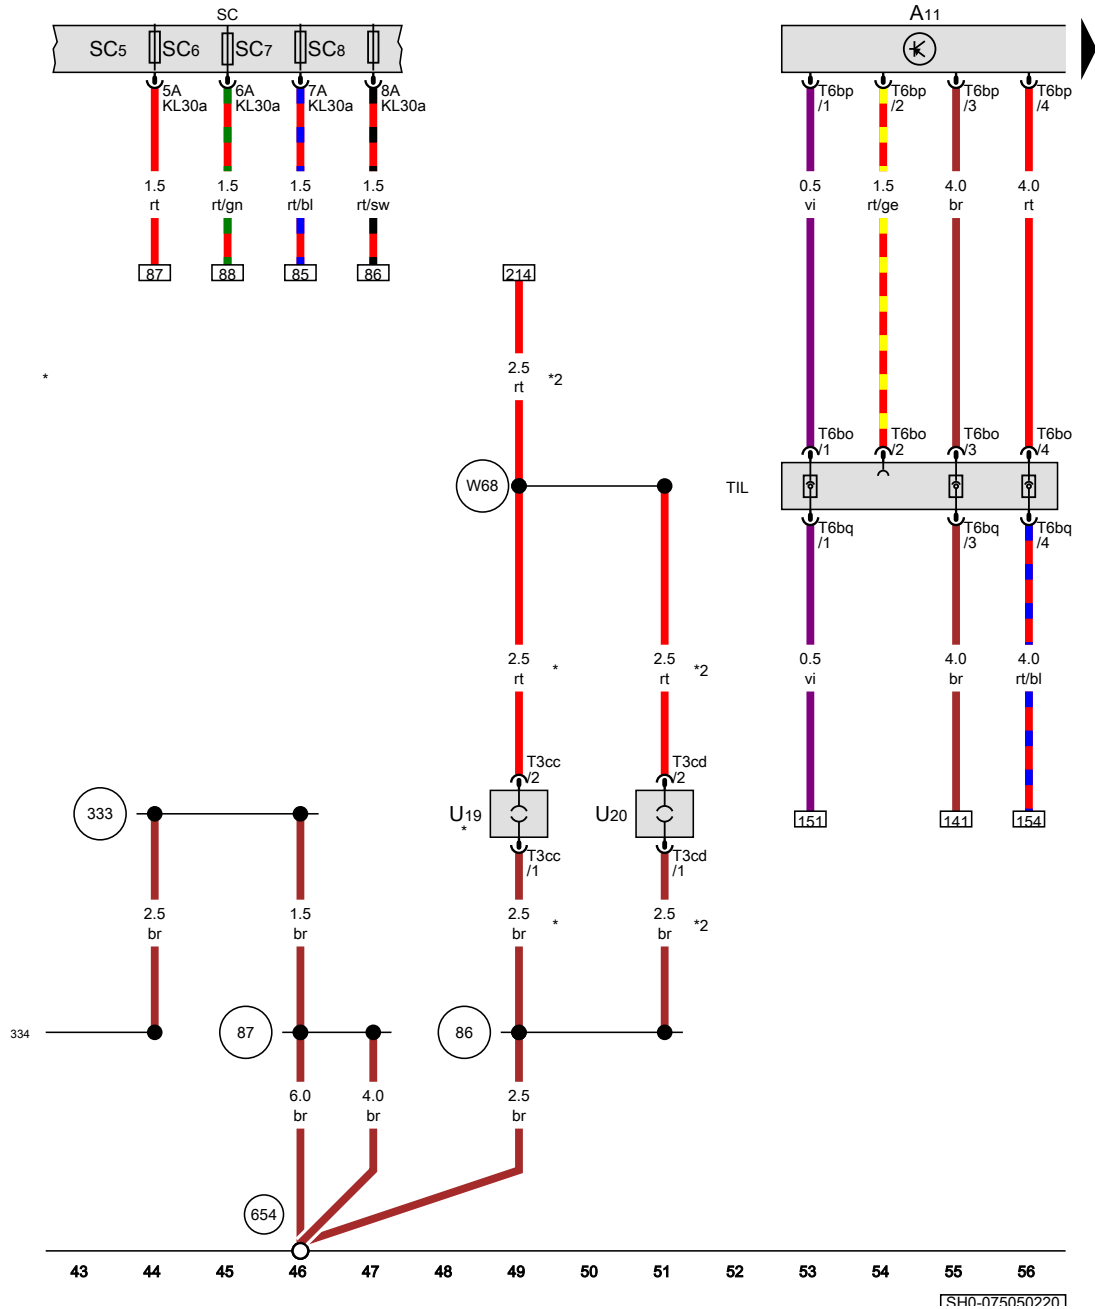 SC
A11
SC5 SC6 SC7 SC8
5A KL30a
6A KL30a
7A KL30a
8A KL30a
T6bp /1
T6bp /2
T6bp /3
T6bp /4
1.5 rt
1.5 rt/gn
1.5 rt/bl
1.5 rt/sw
0.5 vi
1.5 rt/ge
4.0 br
4.0 rt
87
88
85
86
214
*
2.5 rt *2
T6bo /1
T6bo /2
T6bo /3
T6bo /4
W68
TIL
T6bq /1
T6bq /3
T6bq /4
2.5 rt *
2.5 rt *2
0.5 vi
4.0 br
4.0 rt/bl
T3cc /2
T3cd /2
333
U19 *
U20
151
141
154
T3cc /1
T3cd /1
2.5 br
1.5 br
2.5 br *
2.5 br *2
334
87
86
6.0 br
4.0 br
2.5 br
654
43 44 45 46 47 48 49 50 51 52 53 54 55 56
SH0-075050220